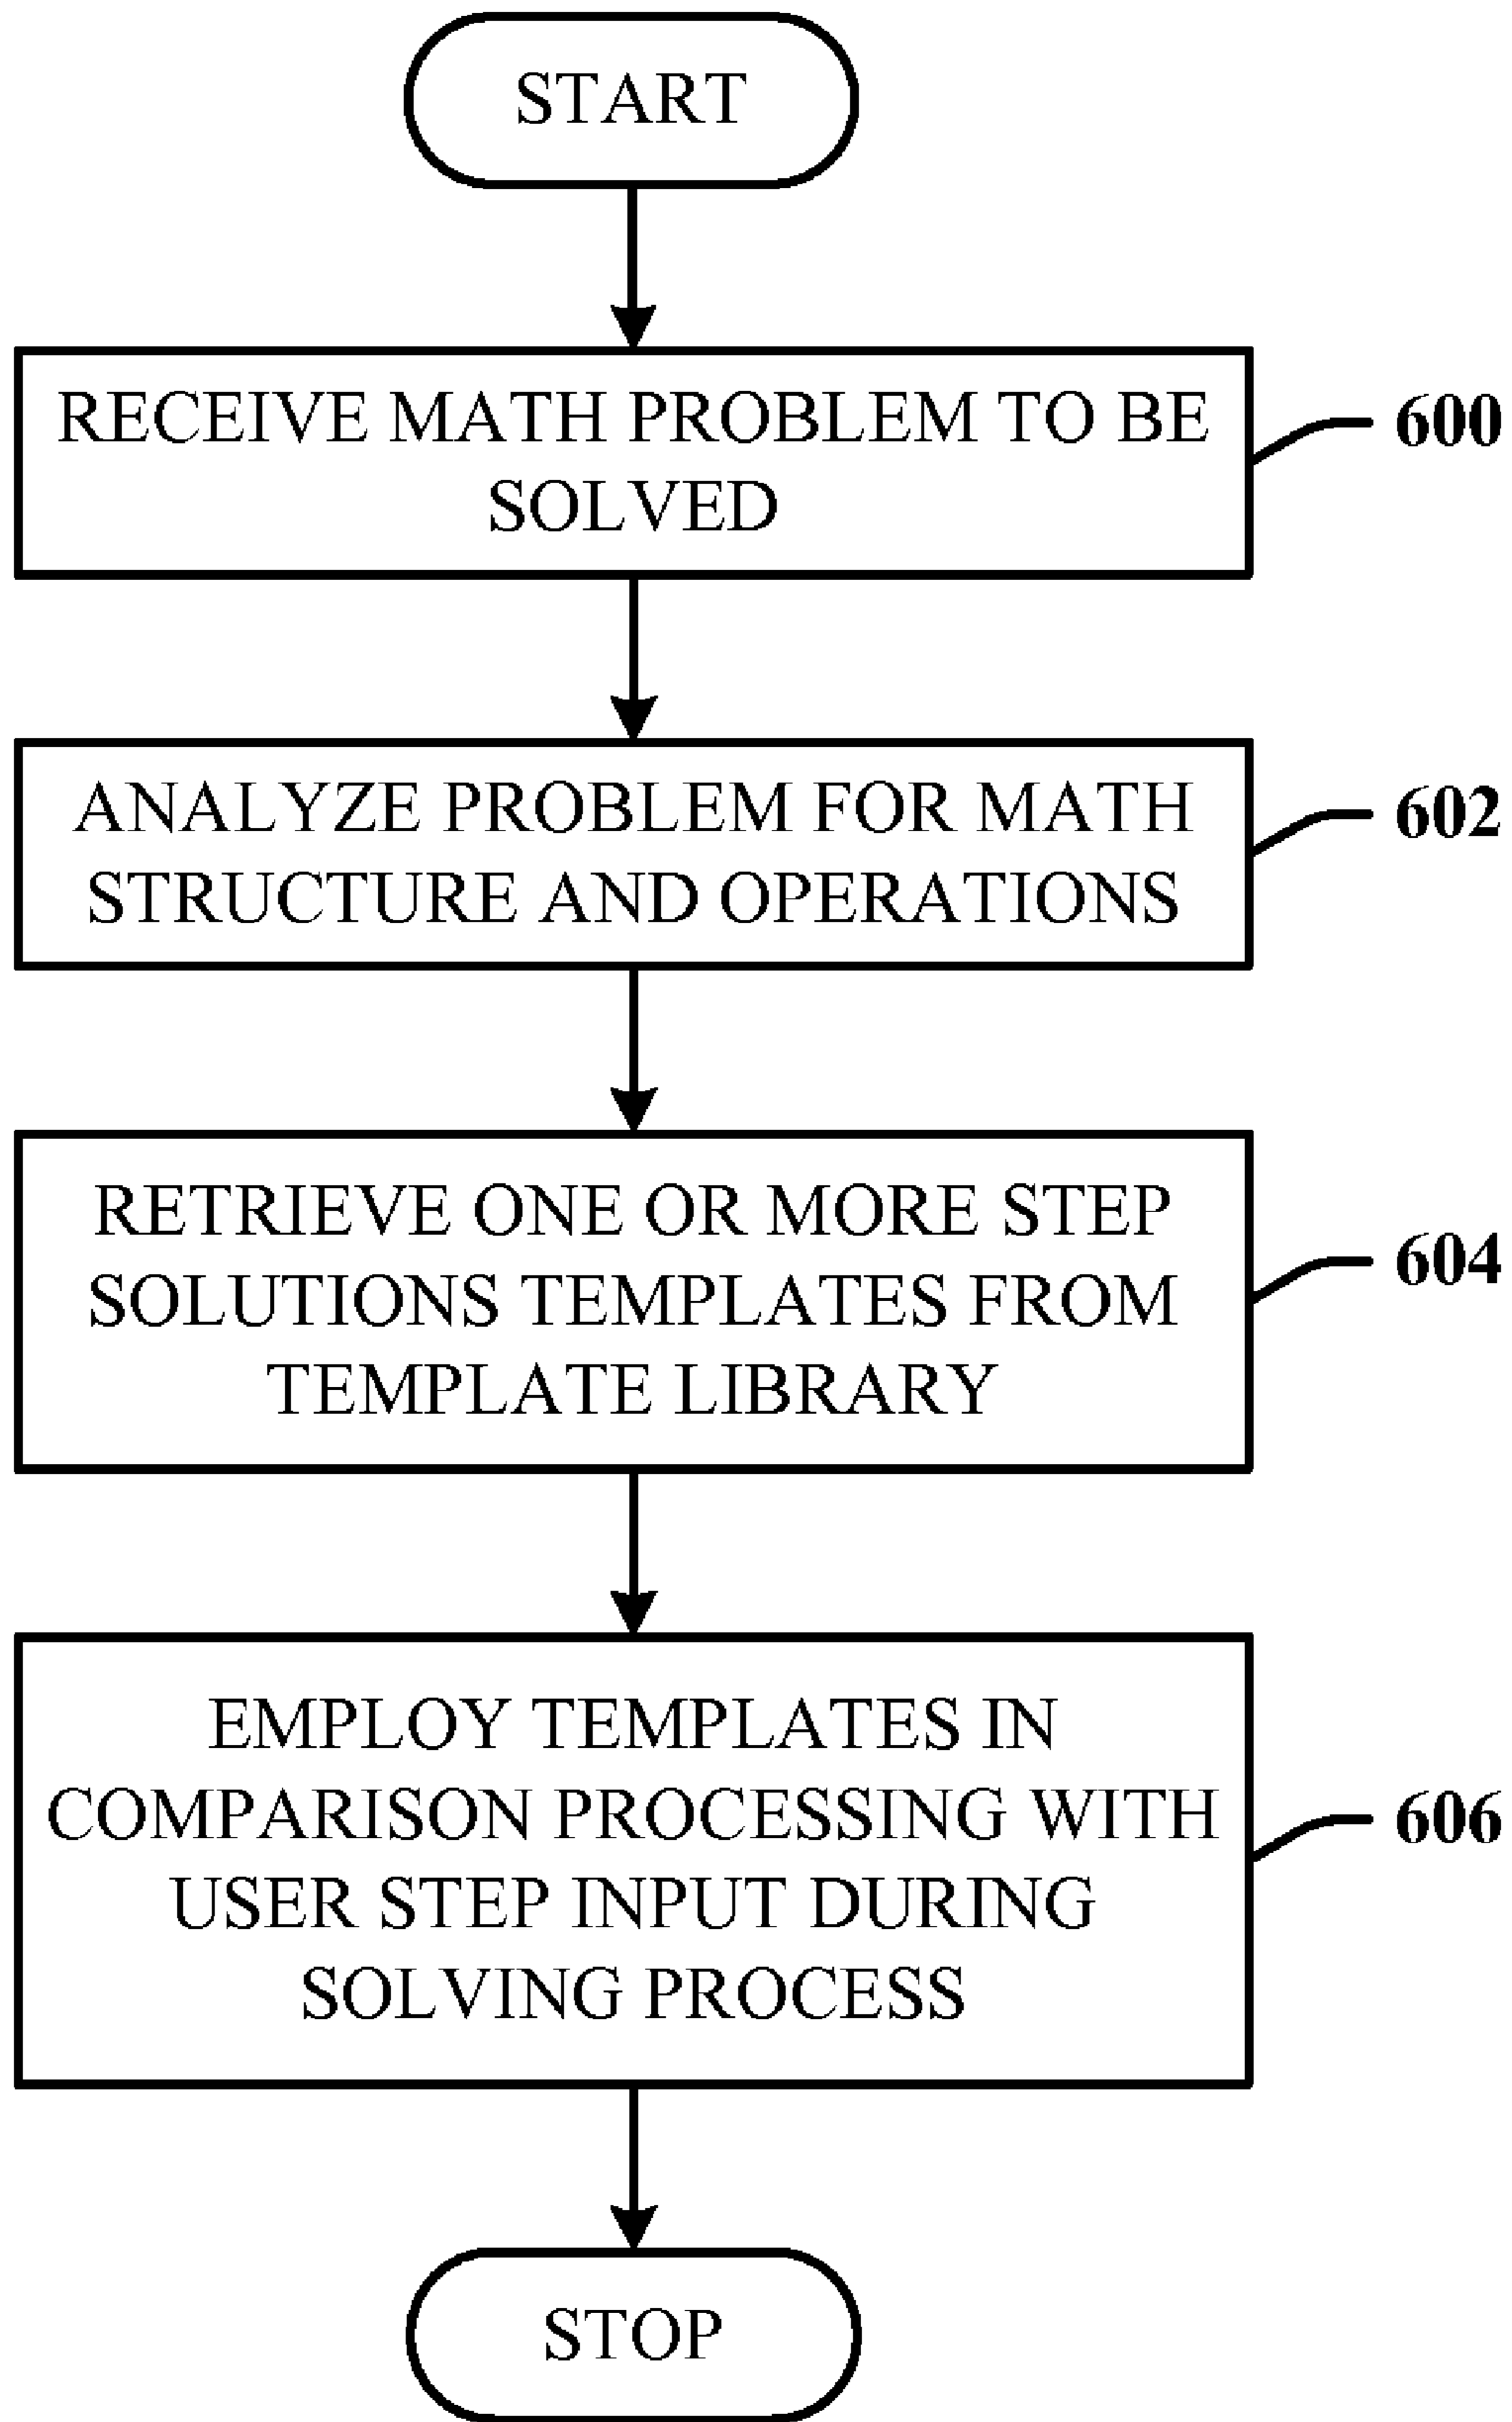 START
RECEIVE MATH PROBLEM TO BE
SOLVED
600
ANALYZE PROBLEM FOR MATH
STRUCTURE AND OPERATIONS
602
RETRIEVE ONE OR MORE STEP
SOLUTIONS TEMPLATES FROM
TEMPLATE LIBRARY
604
EMPLOY TEMPLATES IN
COMPARISON PROCESSING WITH
USER STEP INPUT DURING
SOLVING PROCESS
606
STOP